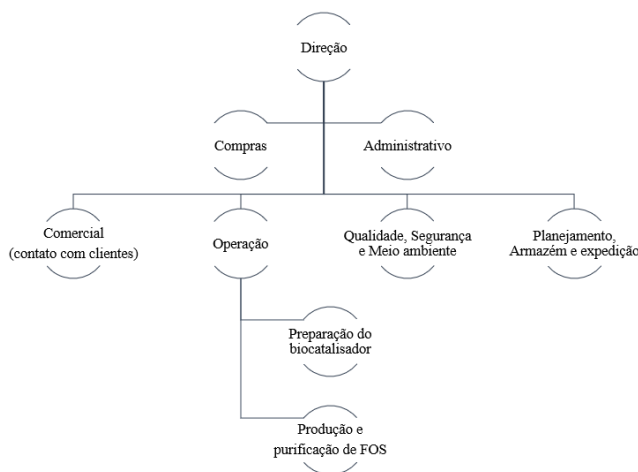 Direção
Compras
Administrativo
Comercial
(contato com clientes)
Operação
Qualidade, Segurança
e Meio ambiente
Planejamento,
Armazém e expedição
Preparação do
biocatalisador
Produção e
purificação de FOS